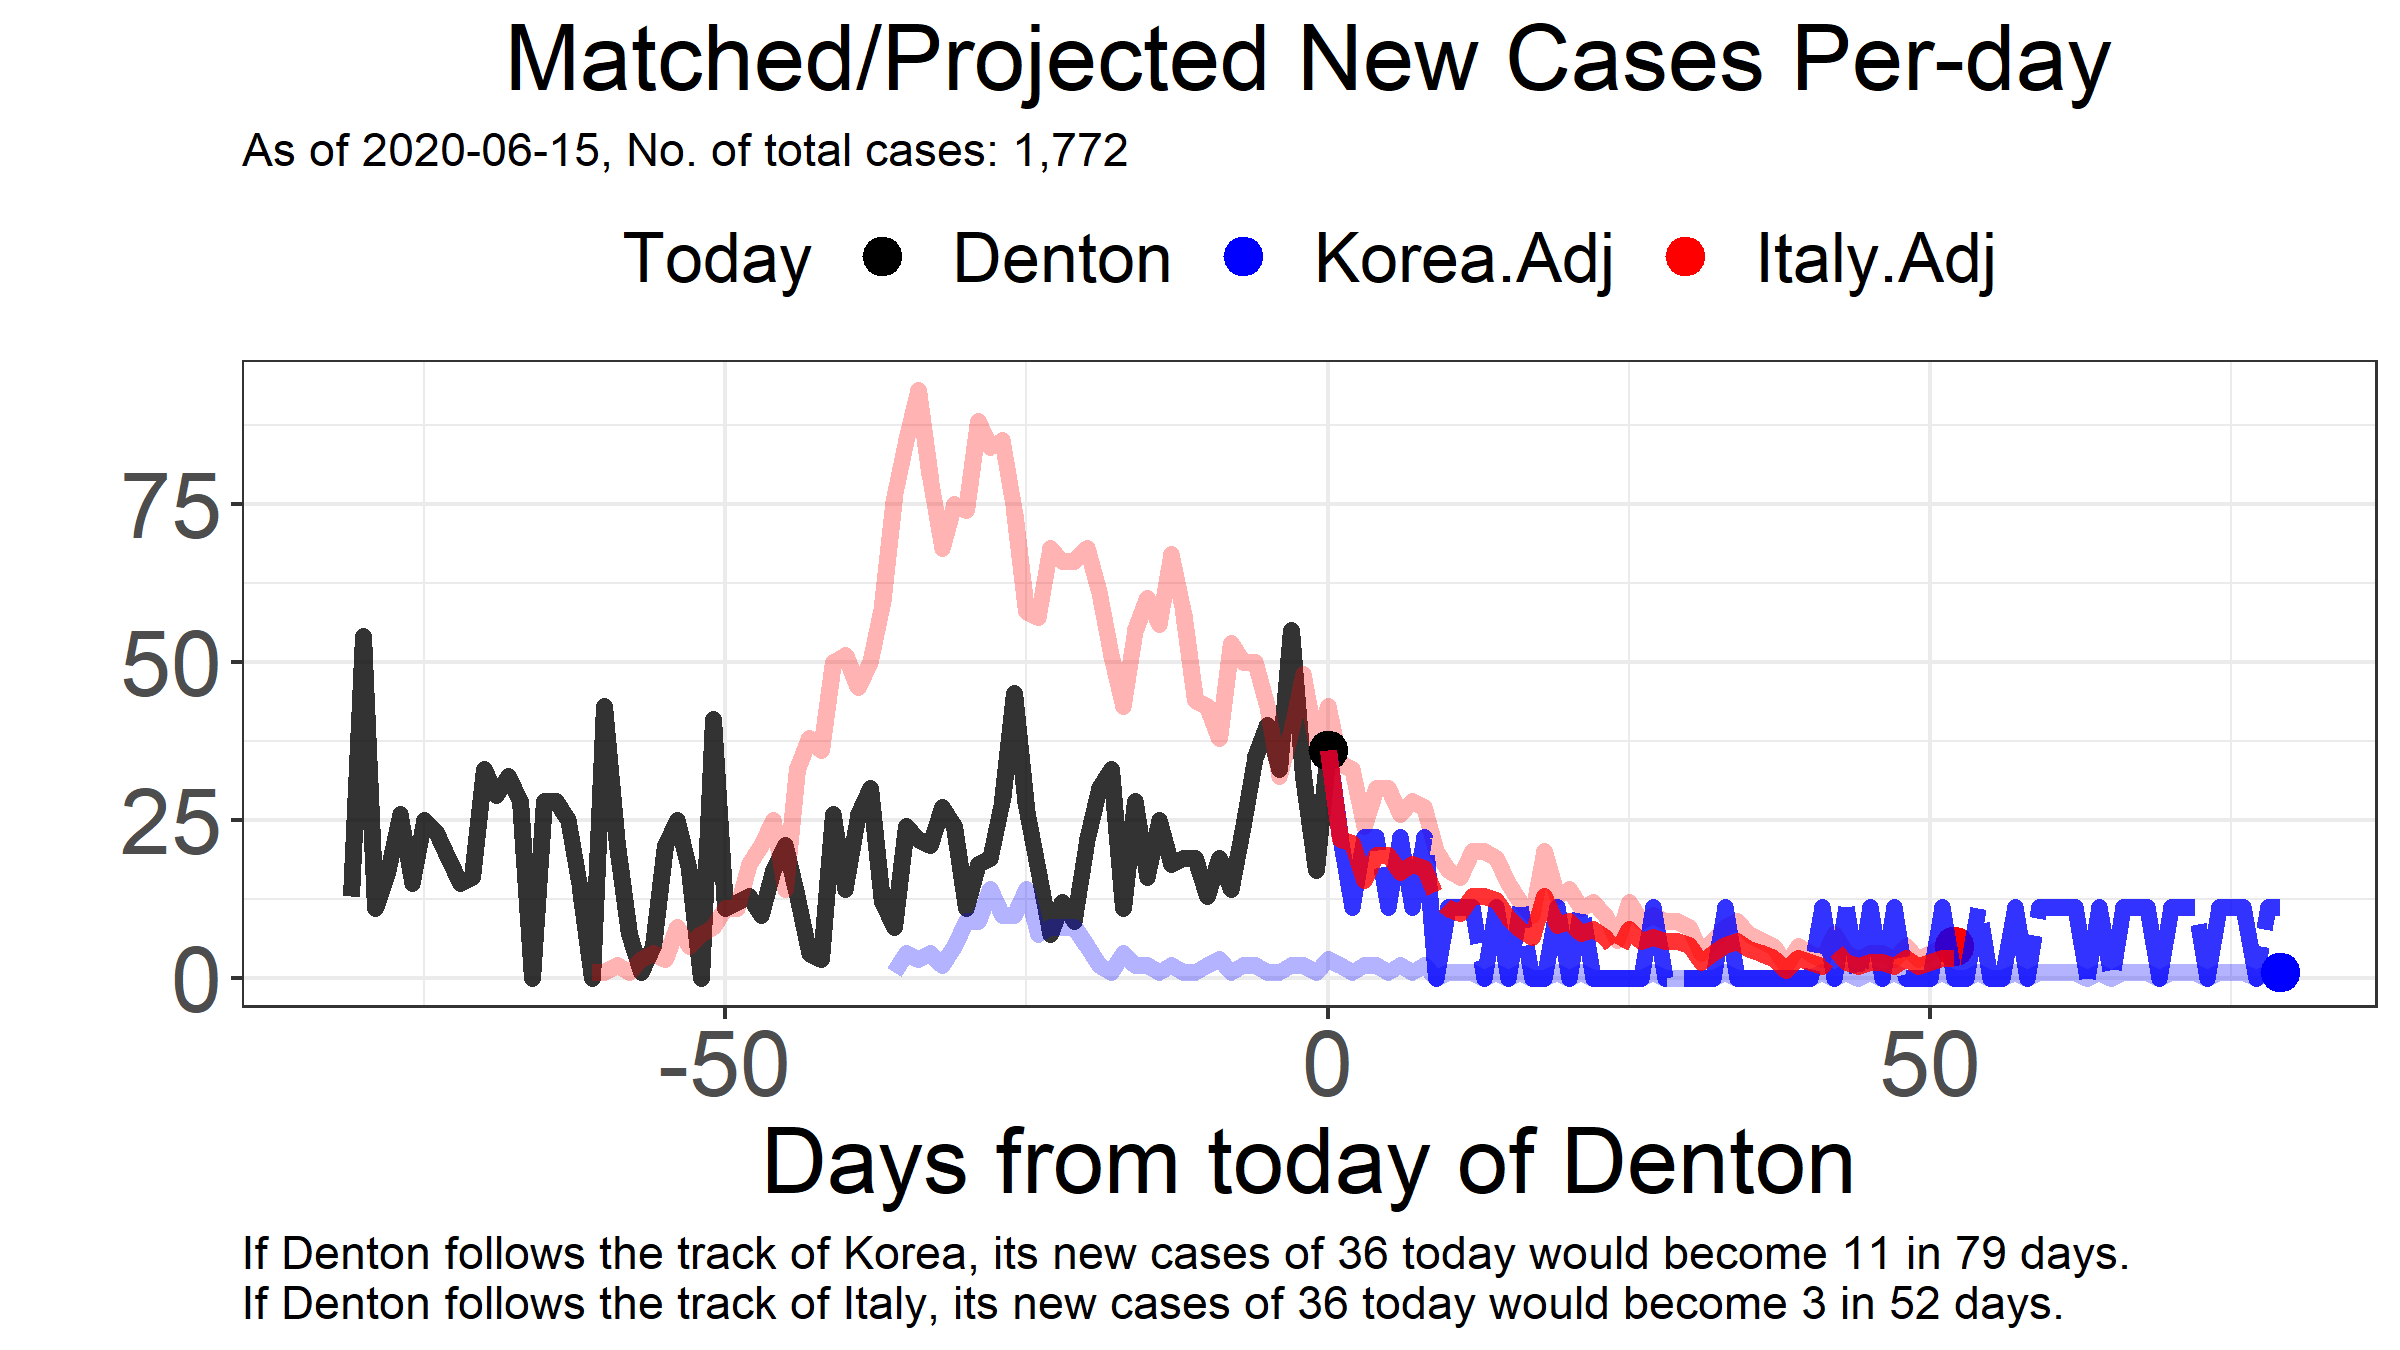 Matched/Projected New Cases Per-day
As of 2020-06-15, No. of total cases: 1,772
Today Denton Korea.Adj Italy.Adj
75
50
25
0
-50 0 50
Days from today of Denton
If Denton follows the track of Korea, its new cases of 36 today would become 11 in 79 days.
If Denton follows the track of Italy, its new cases of 36 today would become 3 in 52 days.